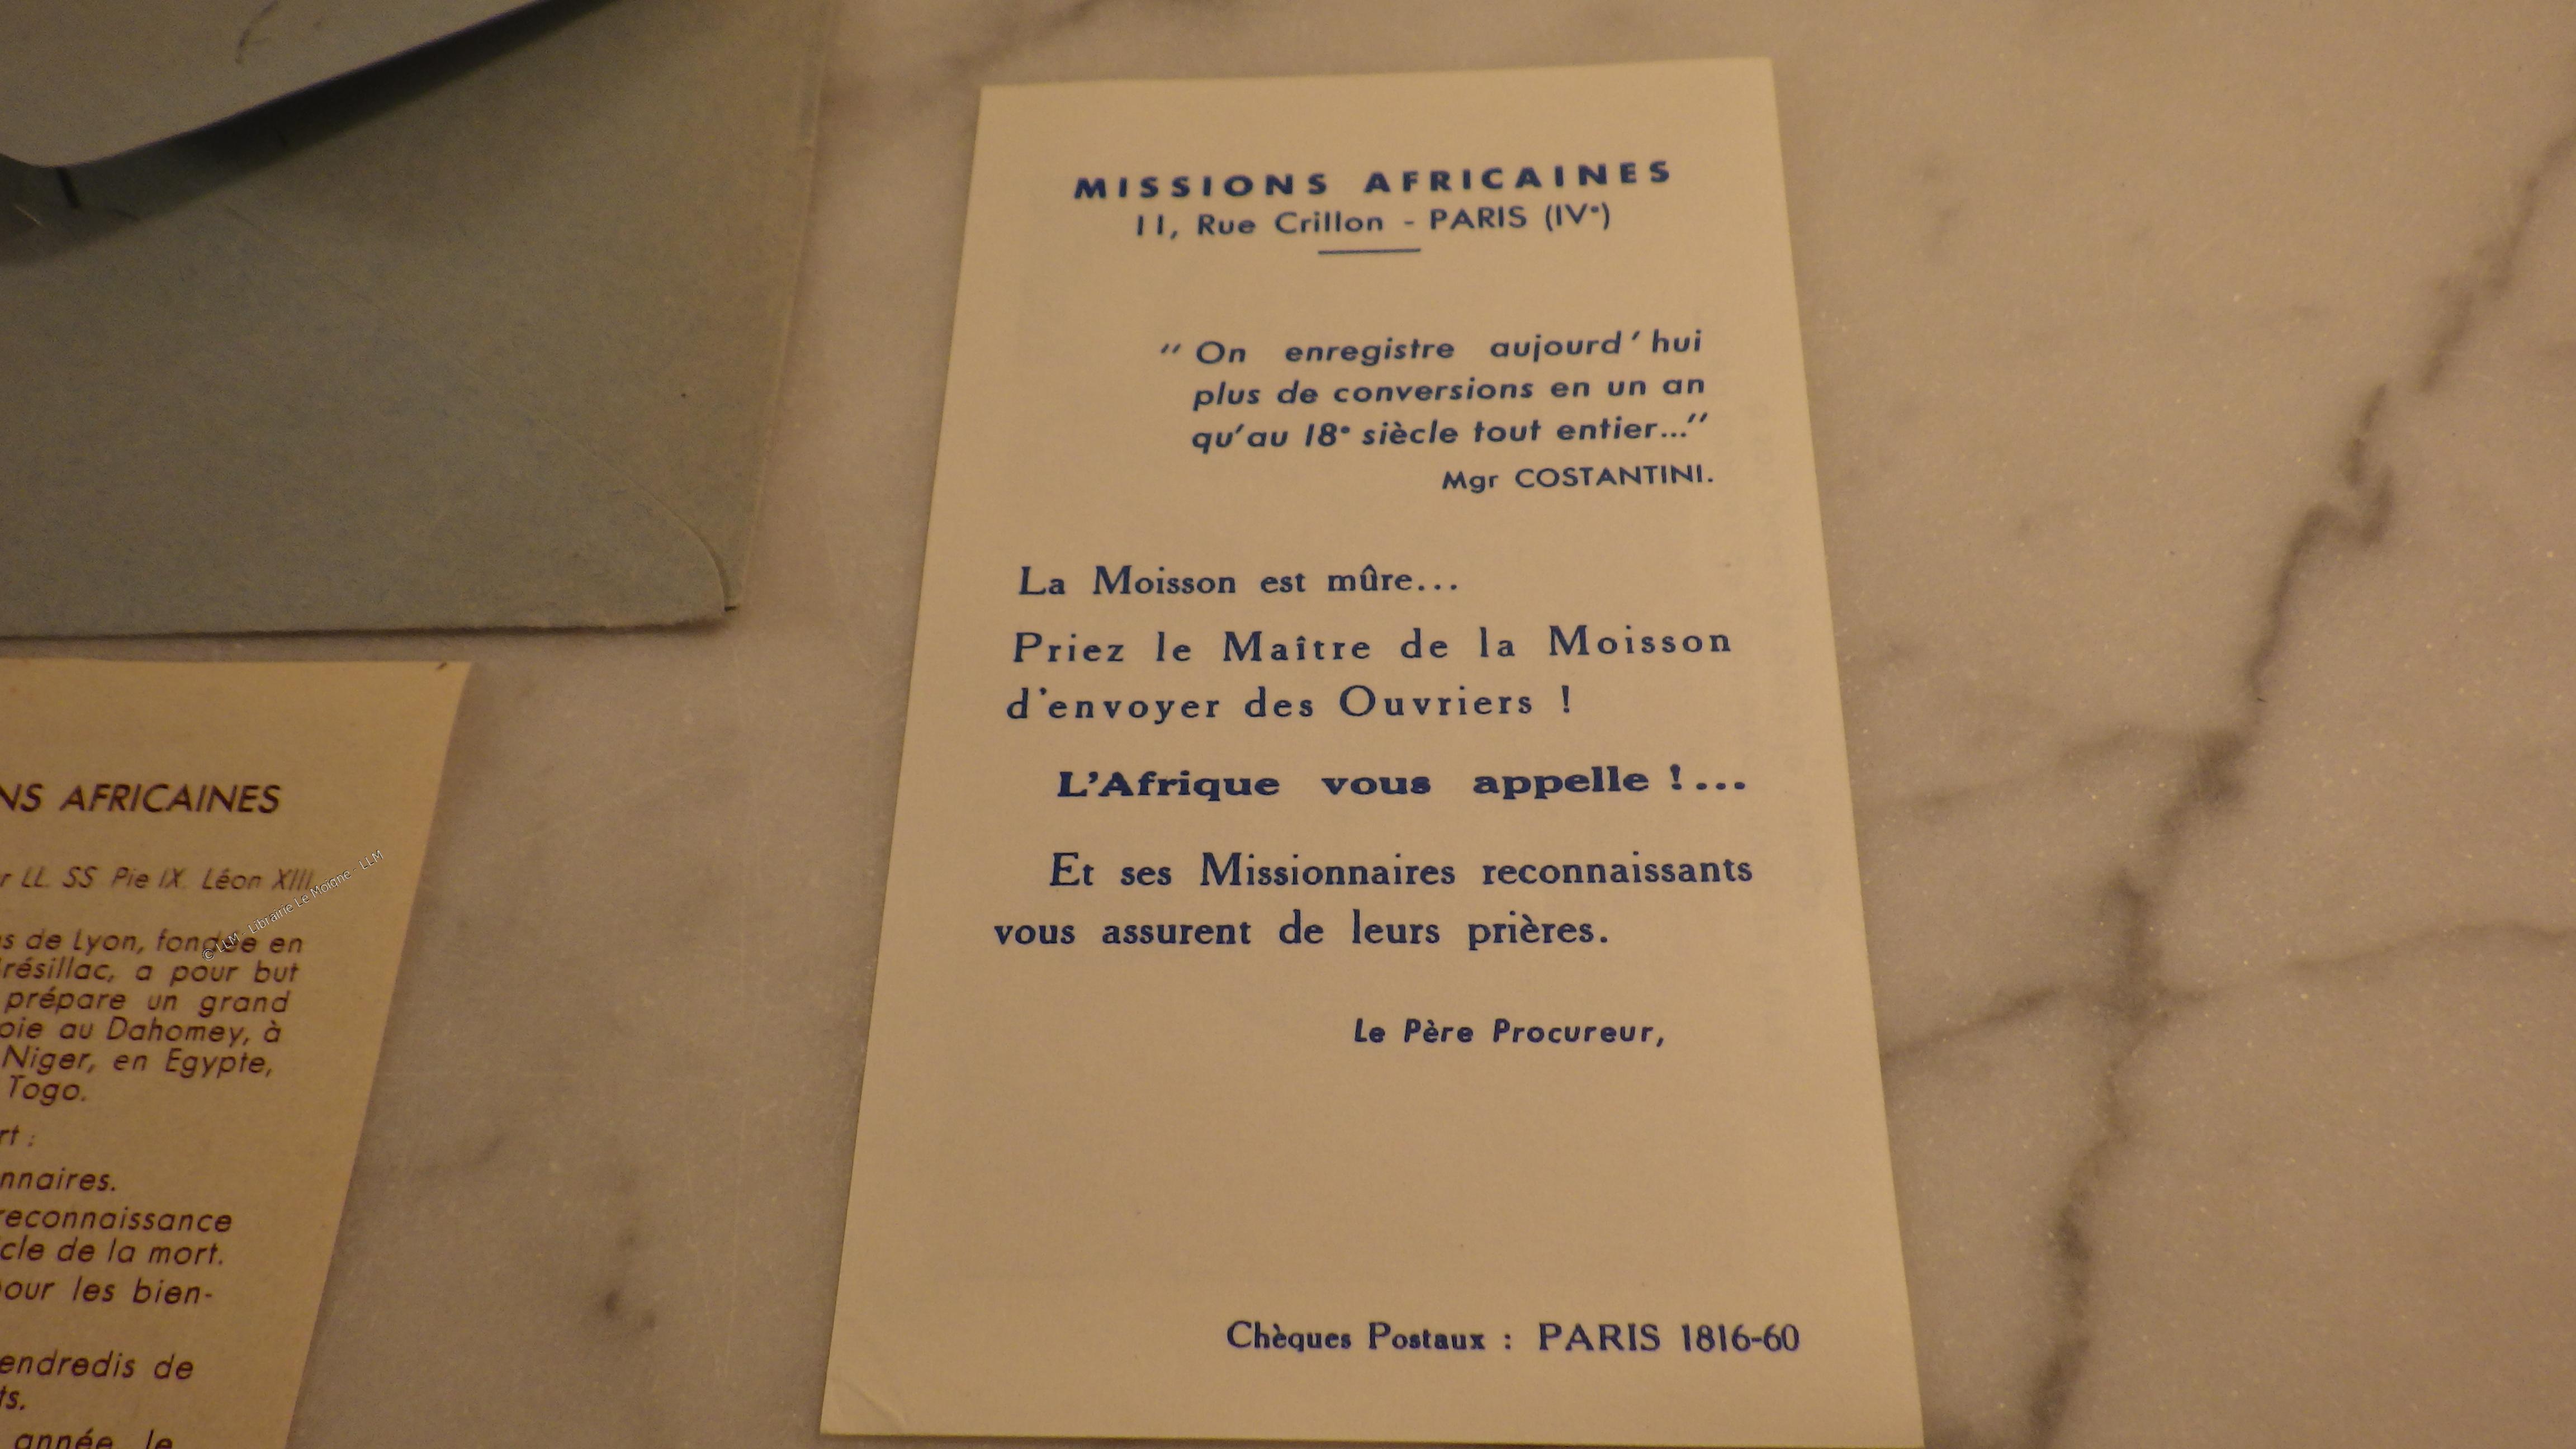 MISSIONS AFRICAINES
11, Rue Crillon - PARIS (IVe)
“ On enregistre aujourd'hui
plus de conversions en un an
qu'au 18e siècle tout entier...”
Mgr COSTANTINI.
La Moisson est mûre...
Priez le Maître de la Moisson
d'envoyer des Ouvriers !
L'Afrique vous appelle !...
Et ses Missionnaires reconnaissants
vous assurent de leurs prières.
Le Père Procureur,
Chèques Postaux : PARIS 1816-60
NS AFRICAINES
r LL. SS Pie IX. Léon XIII
s de Lyon, fondée en
résillac, a pour but
prépare un grand
oie au Dahomey, à
Niger, en Egypte,
Togo.
rt :
nnaires.
reconnaissance
cle de la mort.
our les bien-
endredis de
ts.
année le
© LLM - Librairie Le Moiane - LLM